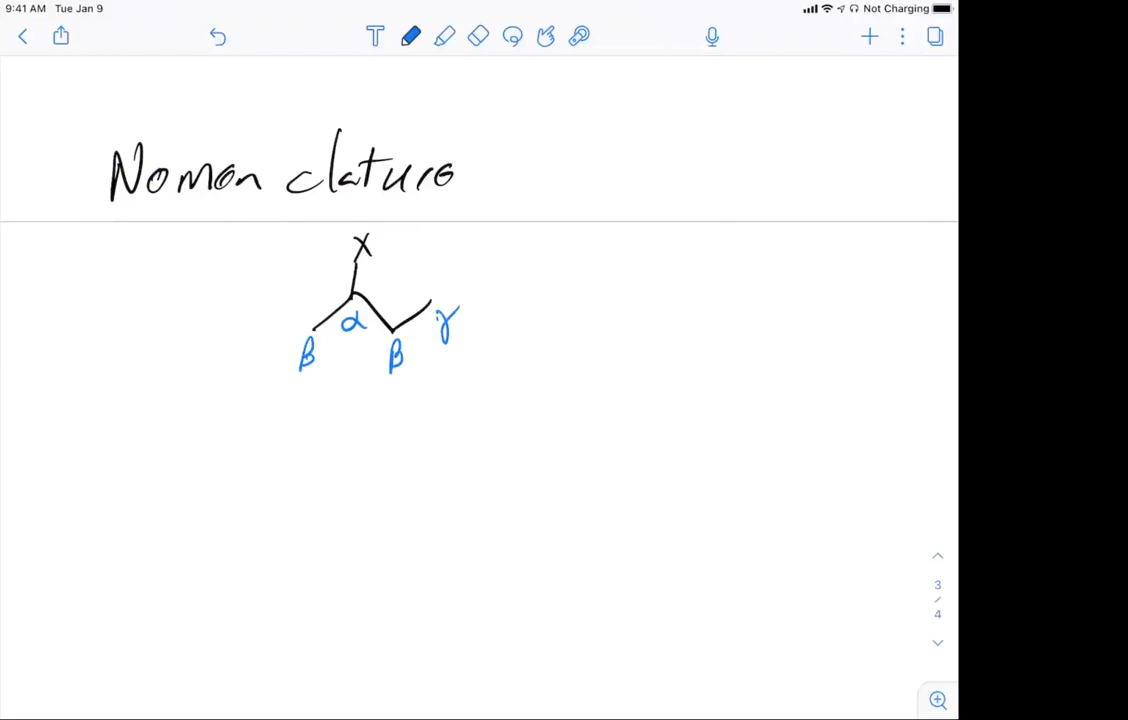 9:41 AM Tue Jan 9
Not Charging
T
Nomenclature
X
α
γ
β
β
3
/
4